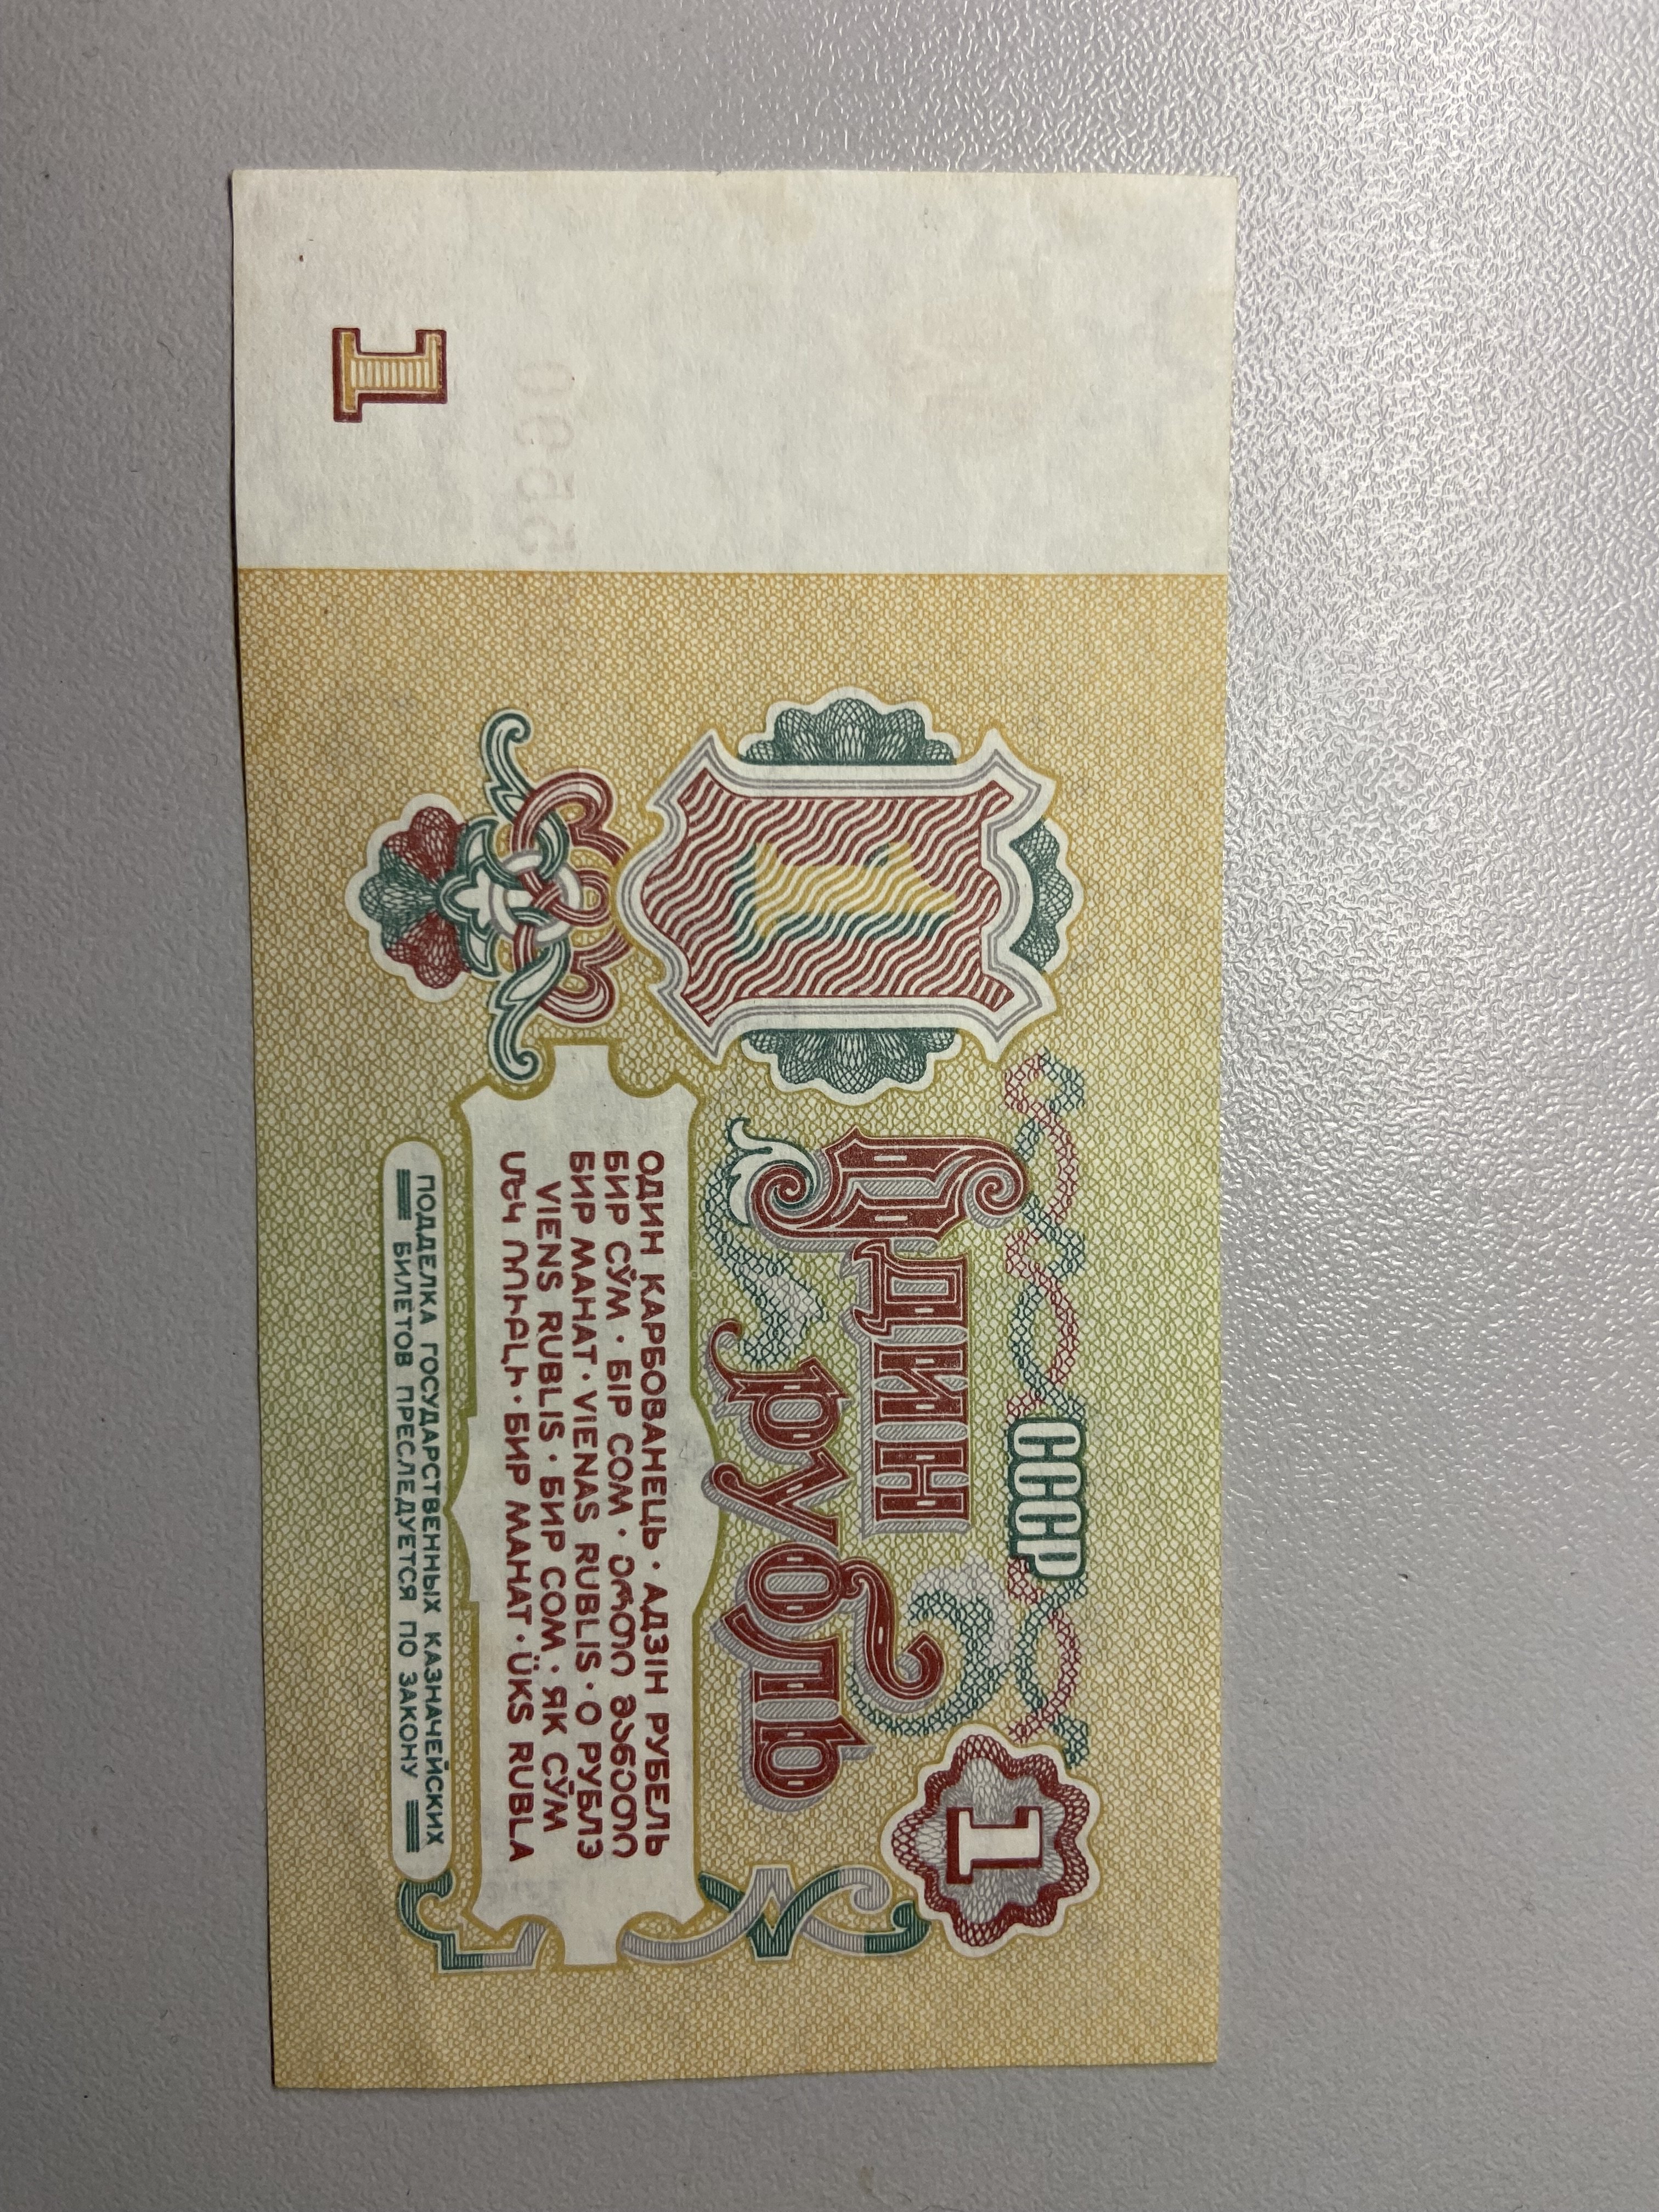 СССР
1
Один
рубль
1
ОДИН КАРБОВАНЕЦЬ · АДЗІН РУБЕЛЬ
БИР СЎМ · БІР СОМ · ერთი მანეთი
БИР МАНАТ · VIENAS RUBLIS · О РУБЛЭ
VIENS RUBLIS · БИР СОМ · ЯК СӮМ
ՄԵԿ ՌՈՒԲԼԻ · БИР МАНАТ · ÜKS RUBLA
1
ПОДДЕЛКА ГОСУДАРСТВЕННЫХ КАЗНАЧЕЙСКИХ
БИЛЕТОВ ПРЕСЛЕДУЕТСЯ ПО ЗАКОНУ